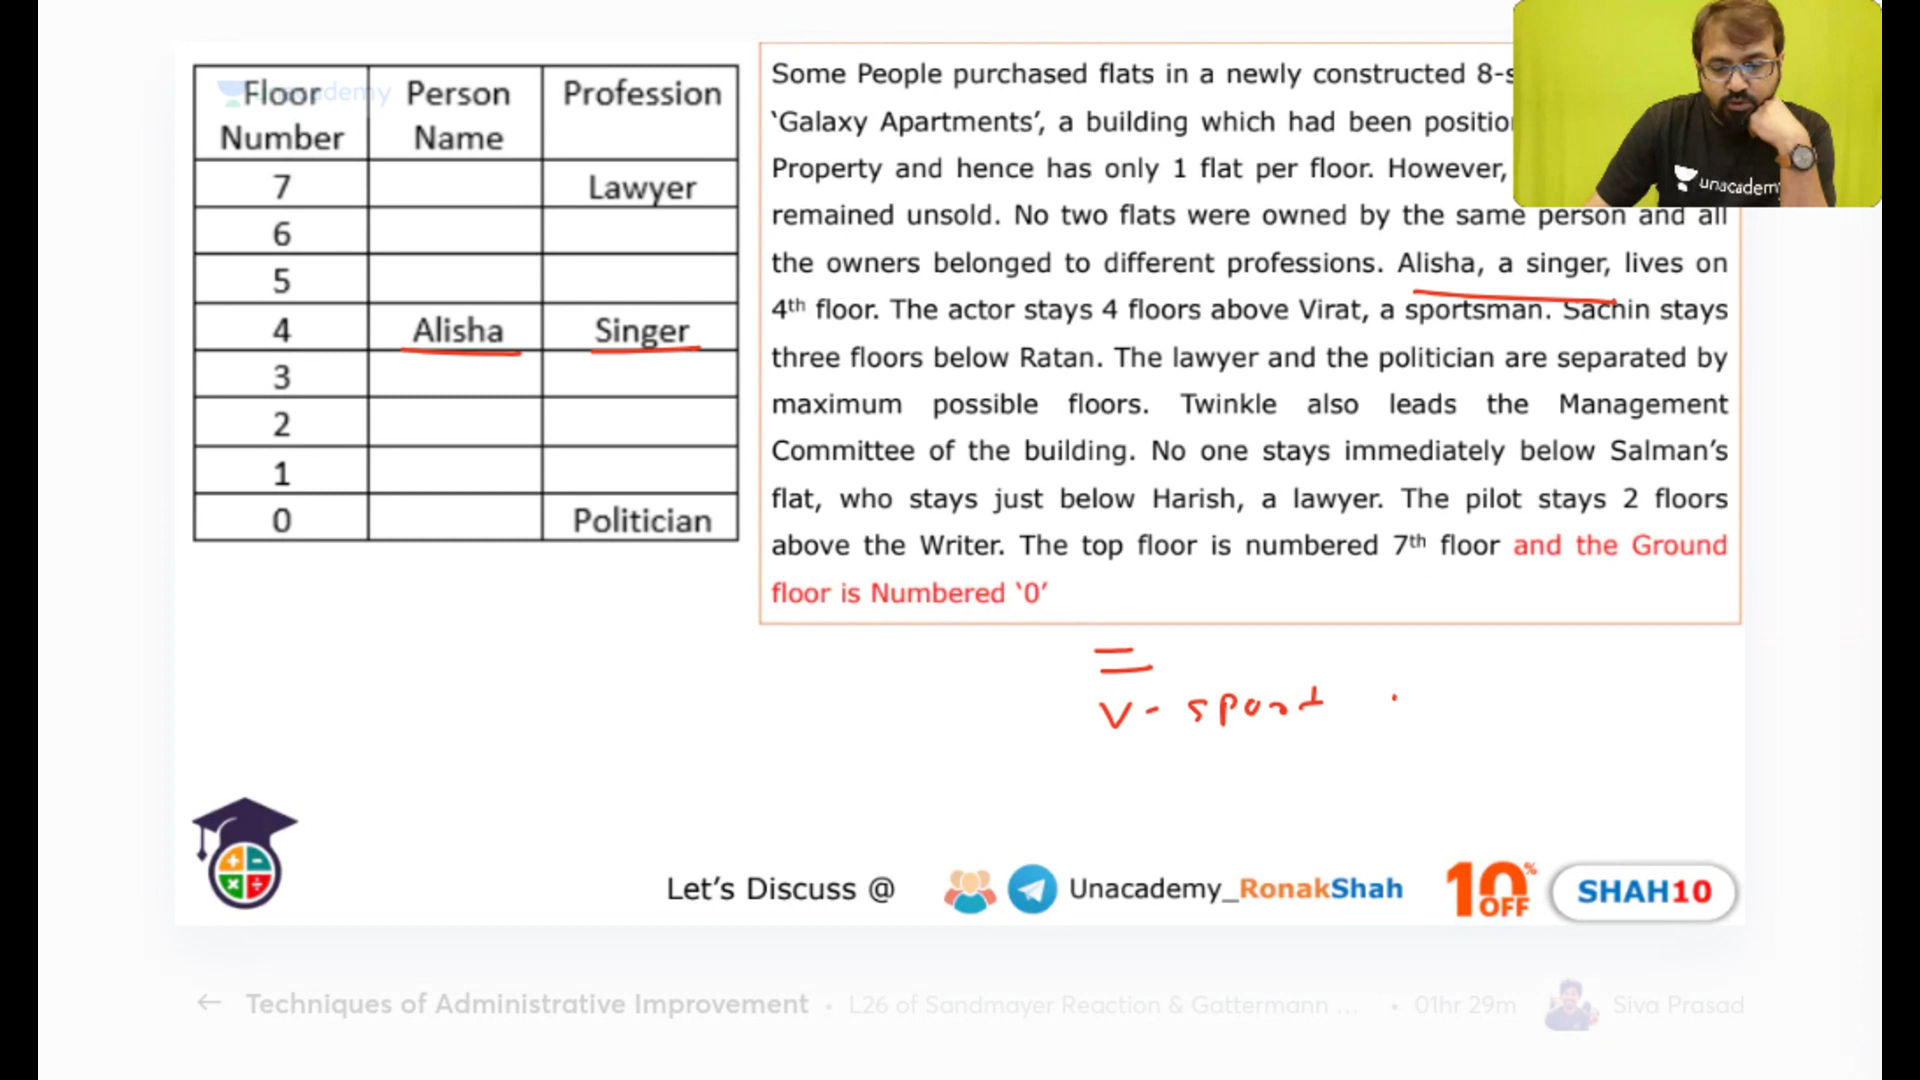 Floor Number Person Name Profession
7 Lawyer
6
5
4 Alisha Singer
3
2
1
0 Politician
Some People purchased flats in a newly constructed 8-s
‘Galaxy Apartments’, a building which had been positio
Property and hence has only 1 flat per floor. However,
remained unsold. No two flats were owned by the same person and all
the owners belonged to different professions. Alisha, a singer, lives on
4th floor. The actor stays 4 floors above Virat, a sportsman. Sachin stays
three floors below Ratan. The lawyer and the politician are separated by
maximum possible floors. Twinkle also leads the Management
Committee of the building. No one stays immediately below Salman’s
flat, who stays just below Harish, a lawyer. The pilot stays 2 floors
above the Writer. The top floor is numbered 7th floor and the Ground
floor is Numbered ‘0’
unacademy
V - sport
Let’s Discuss @ Unacademy_RonakShah 10% OFF SHAH10
← Techniques of Administrative Improvement • L26 of Sandmayer Reaction & Gattermann ... • 01hr 29m Siva Prasad